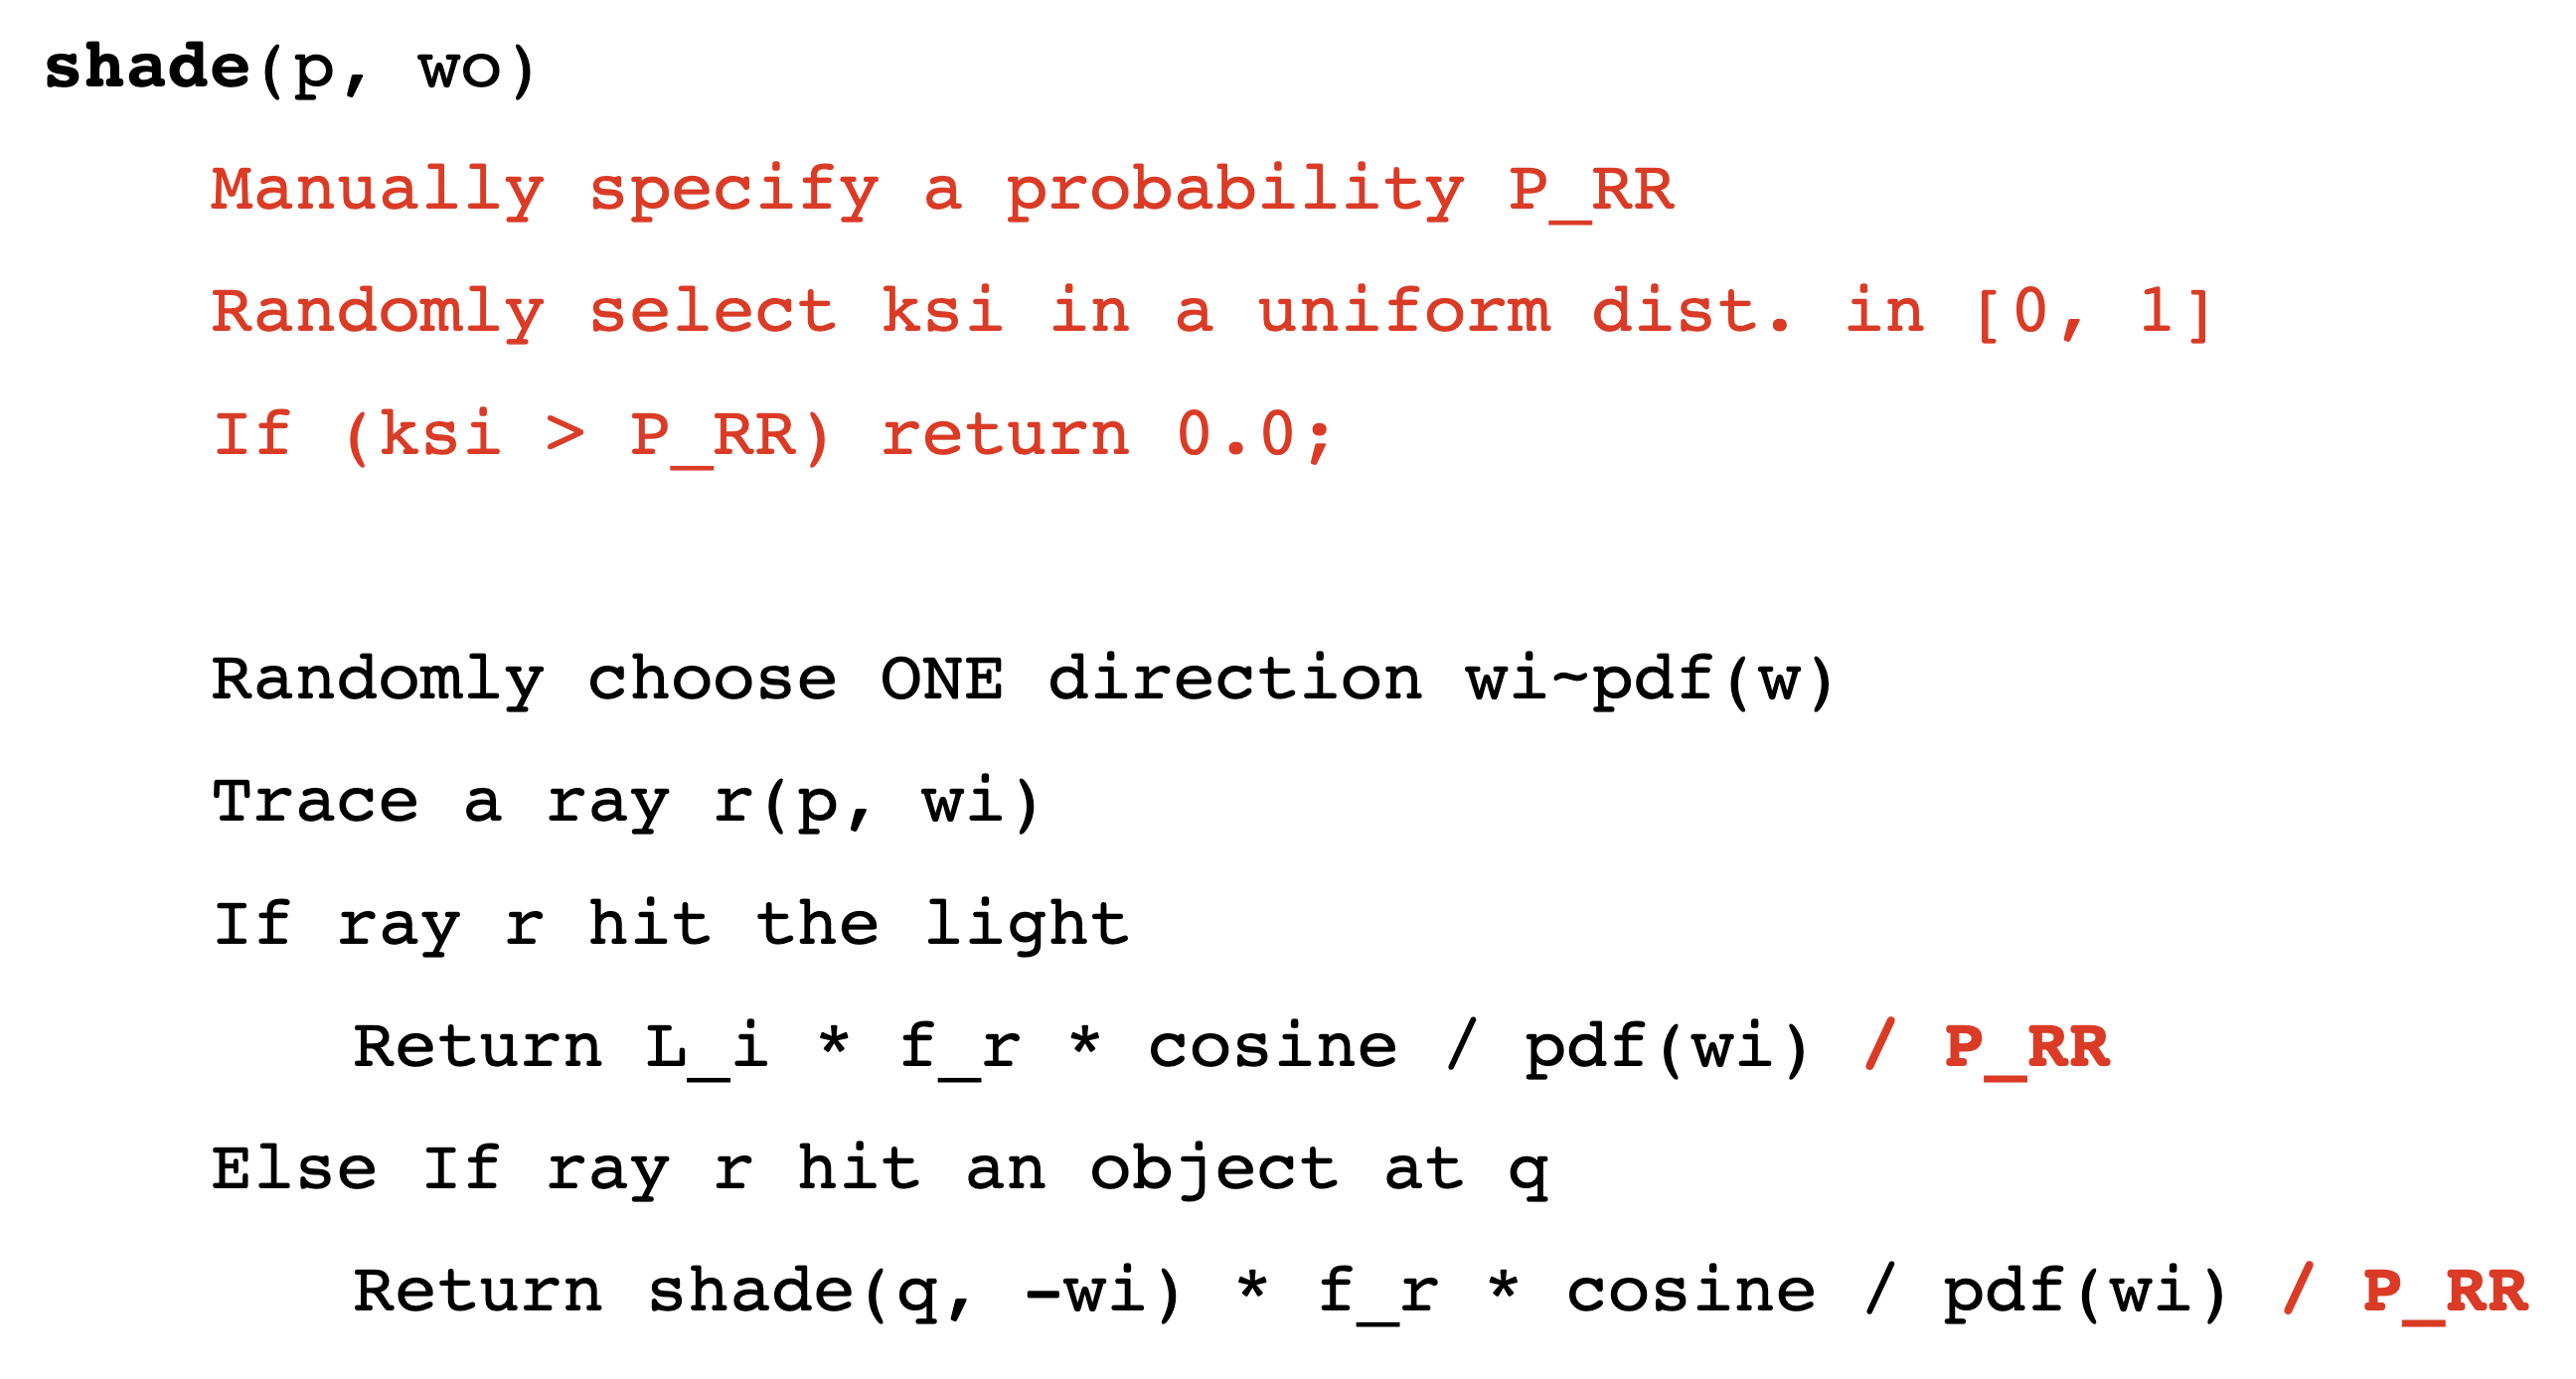 shade(p, wo)
Manually specify a probability P_RR
Randomly select ksi in a uniform dist. in [0, 1]
If (ksi > P_RR) return 0.0;
Randomly choose ONE direction wi~pdf(w)
Trace a ray r(p, wi)
If ray r hit the light
Return L_i * f_r * cosine / pdf(wi) / P_RR
Else If ray r hit an object at q
Return shade(q, -wi) * f_r * cosine / pdf(wi) / P_RR